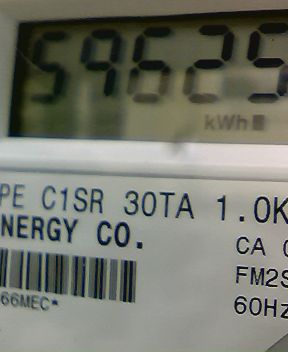 59625
kWh
PE C1SR 30TA 1.0K
NERGY CO.
CA
FM2S
66MEC*
60Hz